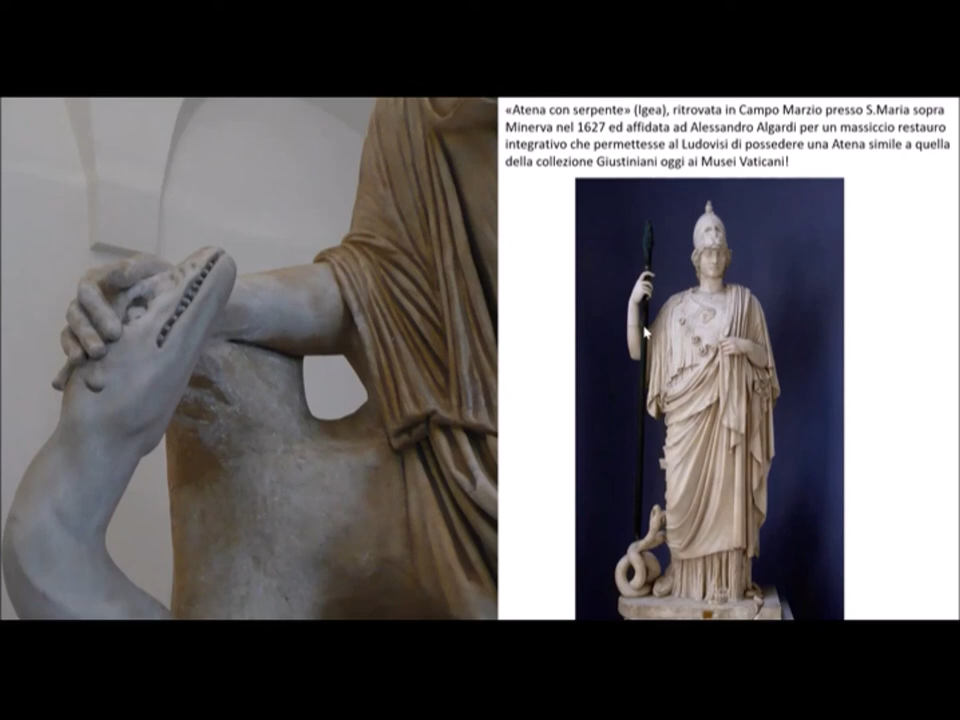 «Atena con serpente» (Igea), ritrovata in Campo Marzio presso S.Maria sopra
Minerva nel 1627 ed affidata ad Alessandro Algardi per un massiccio restauro
integrativo che permettesse al Ludovisi di possedere una Atena simile a quella
della collezione Giustiniani oggi ai Musei Vaticani!